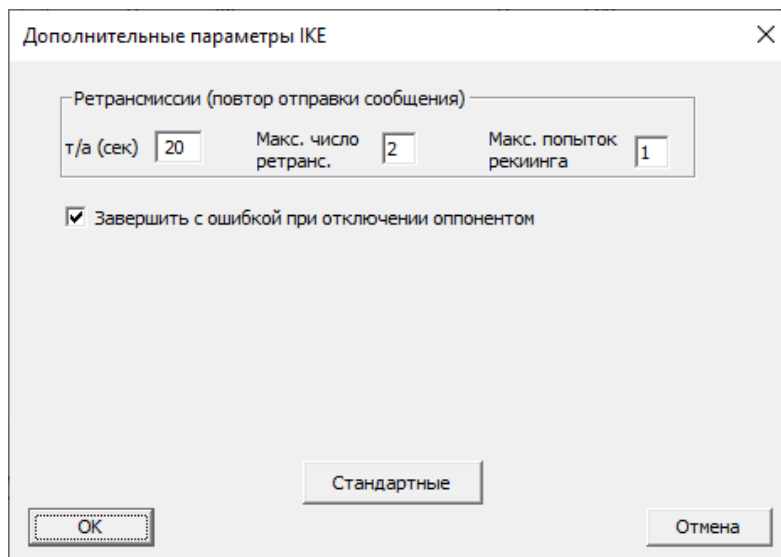 Дополнительные параметры IKE
Ретрансмиссии (повтор отправки сообщения)
т/а (сек) 20 Макс. число ретранс. 2 Макс. попыток рекиинга 1
Завершить с ошибкой при отключении оппонентом
Стандартные
OK Отмена